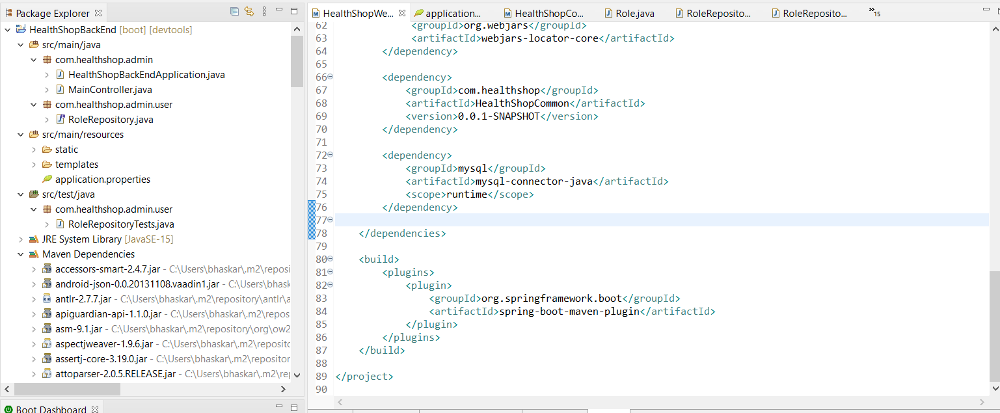 Package Explorer
HealthShopBackEnd [boot] [devtools]
src/main/java
com.healthshop.admin
HealthShopBackEndApplication.java
MainController.java
com.healthshop.admin.user
RoleRepository.java
src/main/resources
static
templates
application.properties
src/test/java
com.healthshop.admin.user
RoleRepositoryTests.java
JRE System Library [JavaSE-15]
Maven Dependencies
accessors-smart-2.4.7.jar - C:\Users\bhaskar\.m2\reposi
android-json-0.0.20131108.vaadin1.jar - C:\Users\bhask
antlr-2.7.7.jar - C:\Users\bhaskar\.m2\repository\antlr\a
apiguardian-api-1.1.0.jar - C:\Users\bhaskar\.m2\repos
asm-9.1.jar - C:\Users\bhaskar\.m2\repository\org\ow2
aspectjweaver-1.9.6.jar - C:\Users\bhaskar\.m2\reposito
assertj-core-3.19.0.jar - C:\Users\bhaskar\.m2\repositor
attoparser-2.0.5.RELEASE.jar - C:\Users\bhaskar\.m2\rep
Boot Dashboard
HealthShopWe... application... HealthShopCo... Role.java RoleReposito... RoleReposito... »15
62 <groupId>org.webjars</groupId>
63 <artifactId>webjars-locator-core</artifactId>
64 </dependency>
65
66 <dependency>
67 <groupId>com.healthshop</groupId>
68 <artifactId>HealthShopCommon</artifactId>
69 <version>0.0.1-SNAPSHOT</version>
70 </dependency>
71
72 <dependency>
73 <groupId>mysql</groupId>
74 <artifactId>mysql-connector-java</artifactId>
75 <scope>runtime</scope>
76 </dependency>
77
78 </dependencies>
79
80 <build>
81 <plugins>
82 <plugin>
83 <groupId>org.springframework.boot</groupId>
84 <artifactId>spring-boot-maven-plugin</artifactId>
85 </plugin>
86 </plugins>
87 </build>
88
89 </project>
90